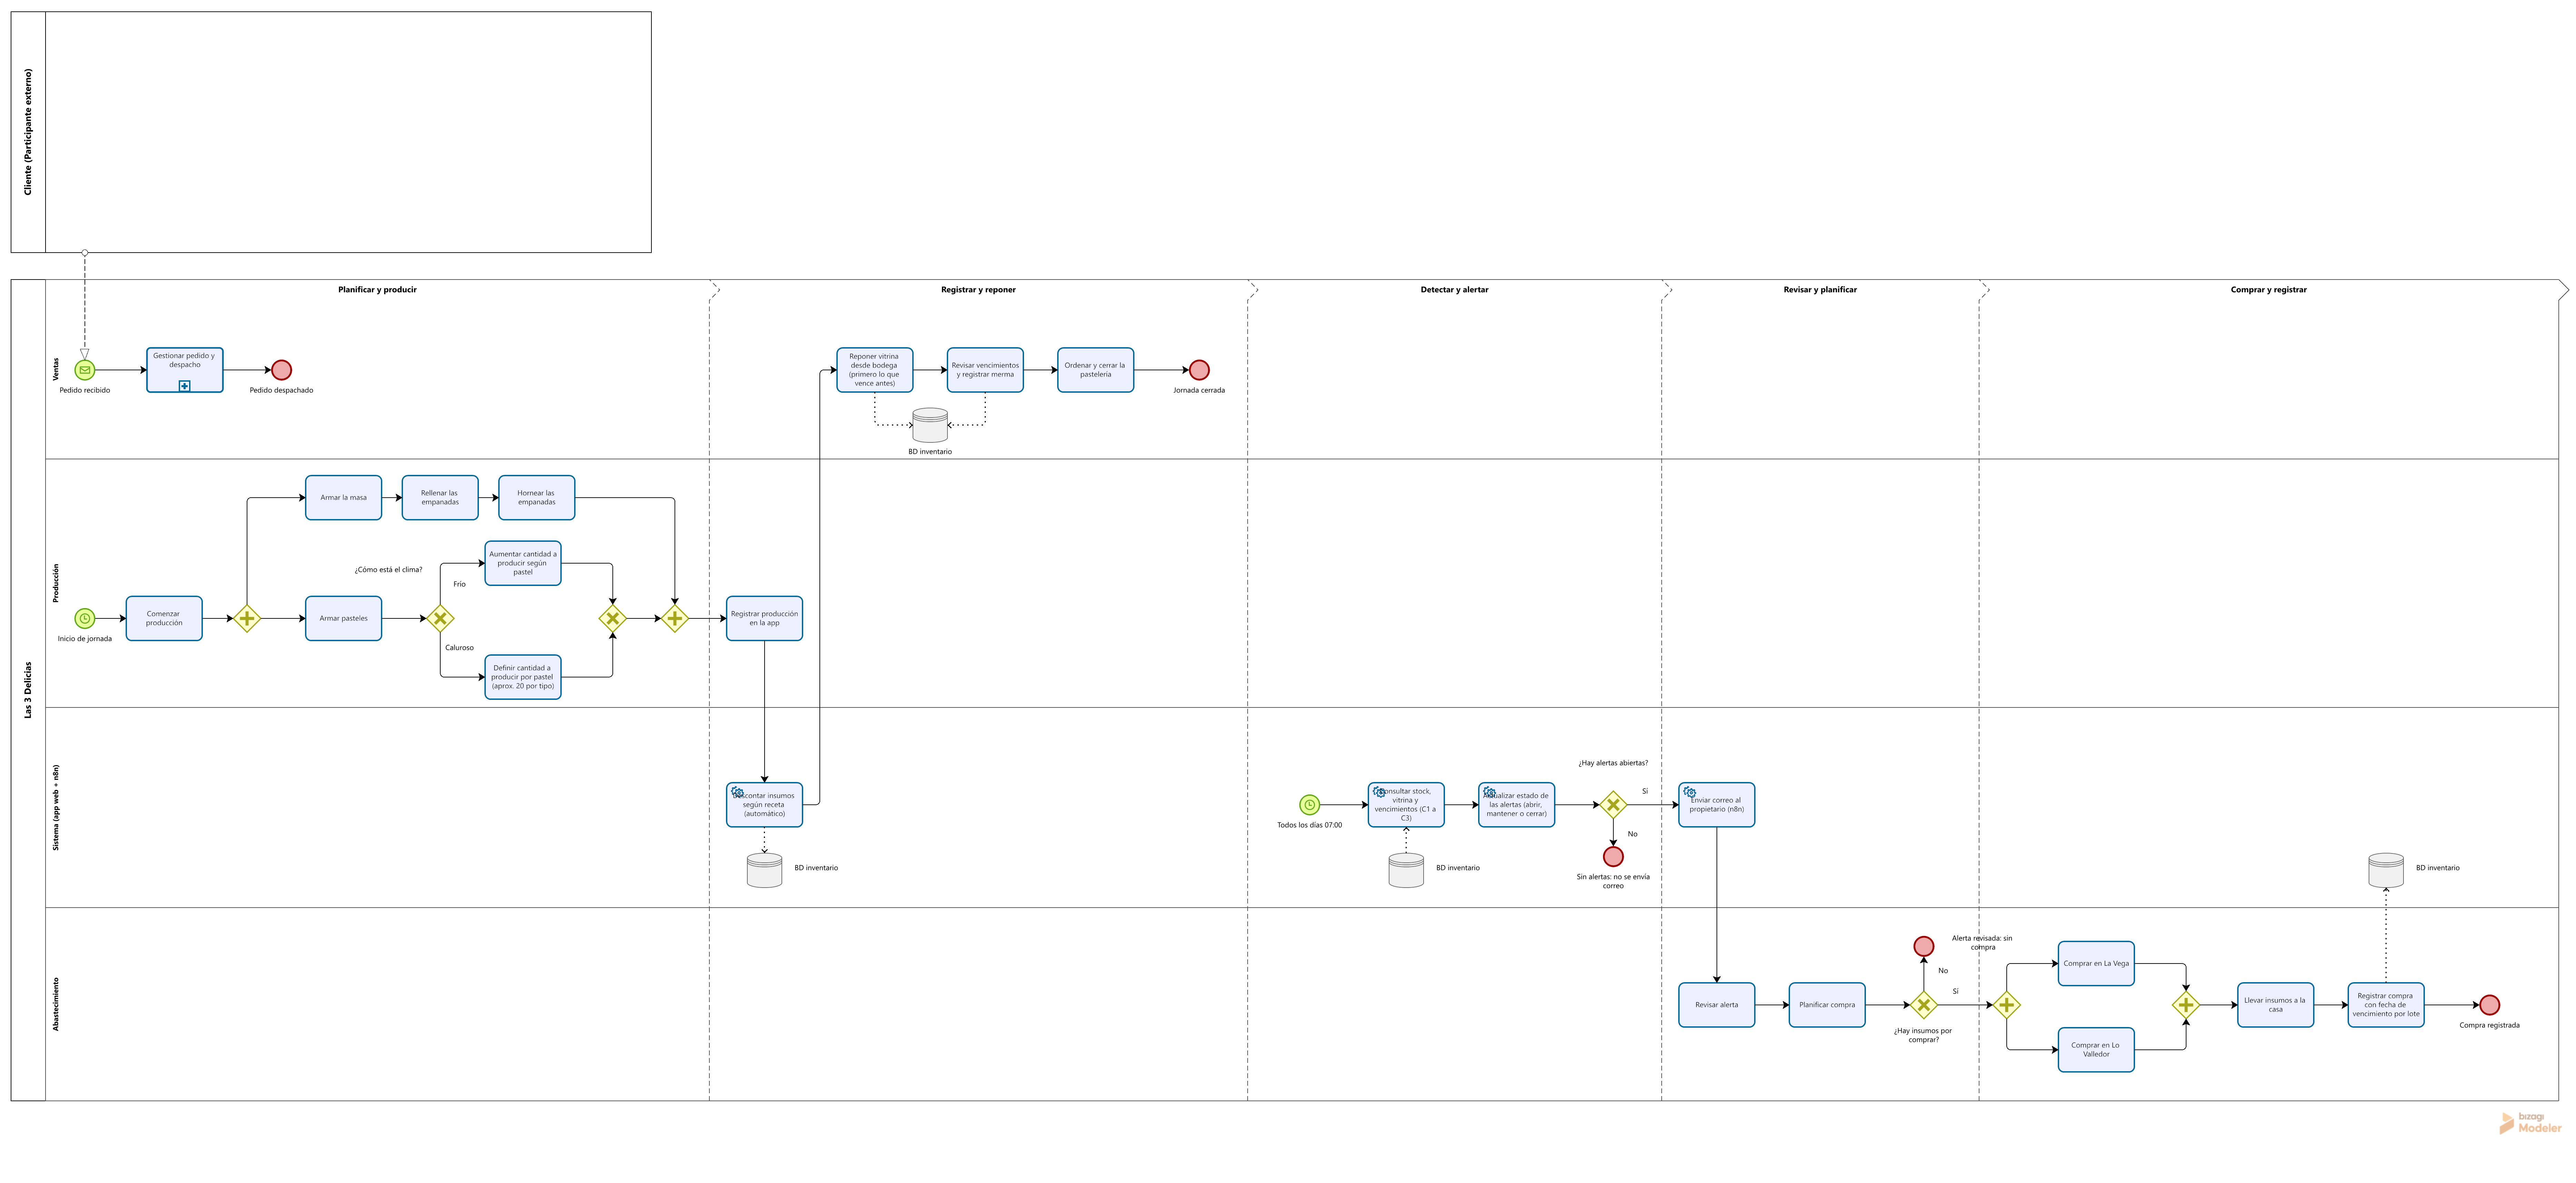 Cliente (Participante externo)
Las 3 Delicias
Planificar y producir
Registrar y reponer
Detectar y alertar
Revisar y planificar
Comprar y registrar
Ventas
Pedido recibido
Gestionar pedido y
despacho
Pedido despachado
Reponer vitrina
desde bodega
(primero lo que
vence antes)
Revisar vencimientos
y registrar merma
Ordenar y cerrar la
pastelería
Jornada cerrada
BD inventario
Producción
Inicio de jornada
Comenzar
producción
Armar la masa
Rellenar las
empanadas
Hornear las
empanadas
Armar pasteles
¿Cómo está el clima?
Frío
Caluroso
Aumentar cantidad a
producir según
pastel
Definir cantidad a
producir por pastel
(aprox. 20 por tipo)
Registrar producción
en la app
Sistema (app web + n8n)
Descontar insumos
según receta
(automático)
BD inventario
Todos los días 07:00
Consultar stock,
vitrina y
vencimientos (C1 a
C3)
BD inventario
Actualizar estado de
las alertas (abrir,
mantener o cerrar)
¿Hay alertas abiertas?
Sí
No
Sin alertas: no se envía
correo
Enviar correo al
propietario (n8n)
BD inventario
Abastecimiento
Revisar alerta
Planificar compra
¿Hay insumos por
comprar?
No
Sí
Alerta revisada: sin
compra
Comprar en La Vega
Comprar en Lo
Valledor
Llevar insumos a la
casa
Registrar compra
con fecha de
vencimiento por lote
Compra registrada
bizagi
Modeler